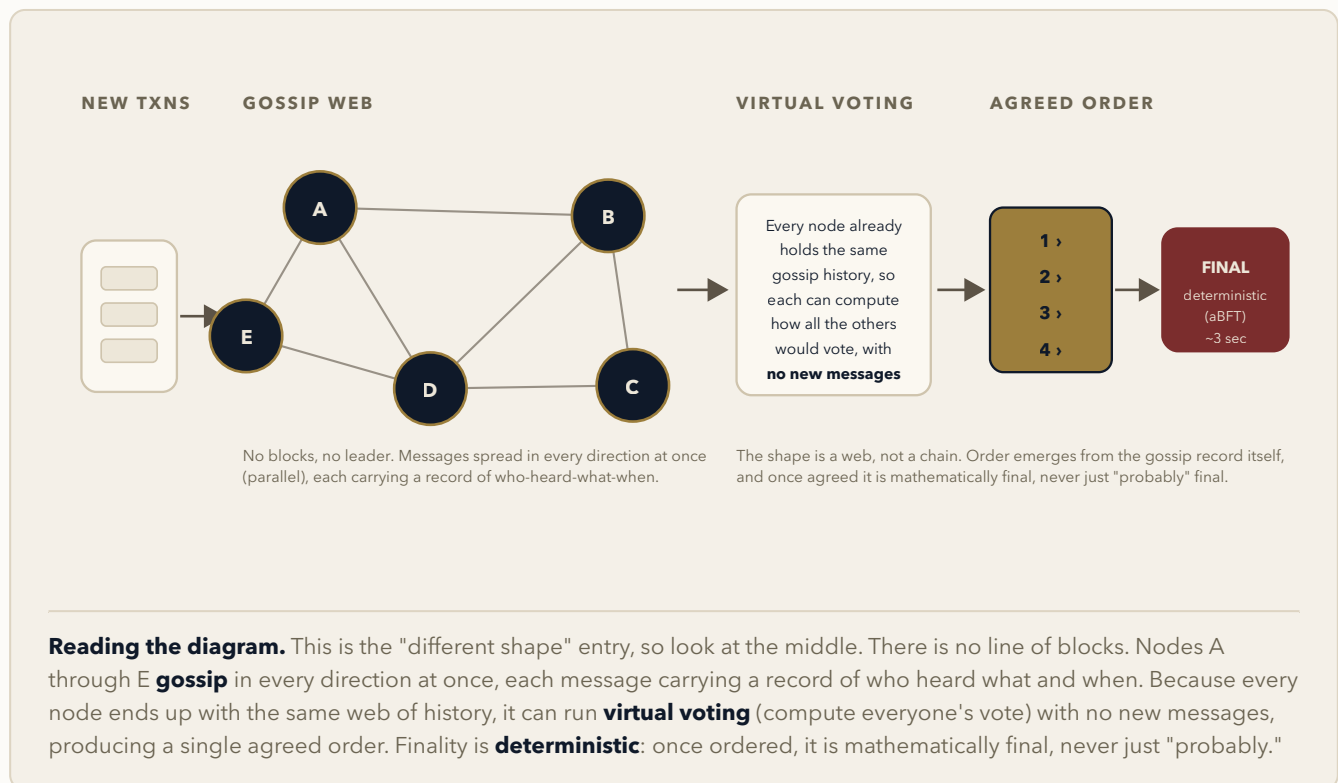 NEW TXNS
GOSSIP WEB
VIRTUAL VOTING
AGREED ORDER
A
B
E
D
C
Every node already
holds the same
gossip history, so
each can compute
how all the others
would vote, with
no new messages
1 ›
2 ›
3 ›
4 ›
FINAL
deterministic
(aBFT)
~3 sec
No blocks, no leader. Messages spread in every direction at once
(parallel), each carrying a record of who-heard-what-when.
The shape is a web, not a chain. Order emerges from the gossip record itself,
and once agreed it is mathematically final, never just "probably" final.
Reading the diagram. This is the "different shape" entry, so look at the middle. There is no line of blocks. Nodes A
through E gossip in every direction at once, each message carrying a record of who heard what and when. Because every
node ends up with the same web of history, it can run virtual voting (compute everyone's vote) with no new messages,
producing a single agreed order. Finality is deterministic: once ordered, it is mathematically final, never just "probably."